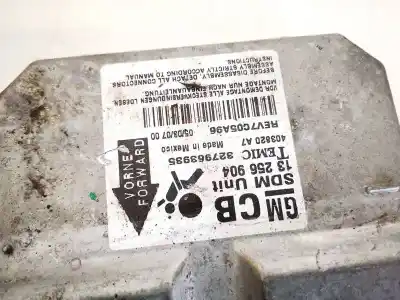 GM CB
SDM Unit
13 256 904
TEMIC 327963935
403820 A7 Made in Mexico
REV7C05A96 05/08/07 00
VORNE
FORWARD
VOR DEMONTAGE ALLE STECKVERBINDUNGEN LOESEN
MONTAGE NUR NACH EINBAUANLEITUNG.
BEFORE DISASSEMBLY, DETACH ALL CONNECTORS
ASSEMBLY STRICTLY ACCORDING TO MANUAL
INSTRUCTIONS.